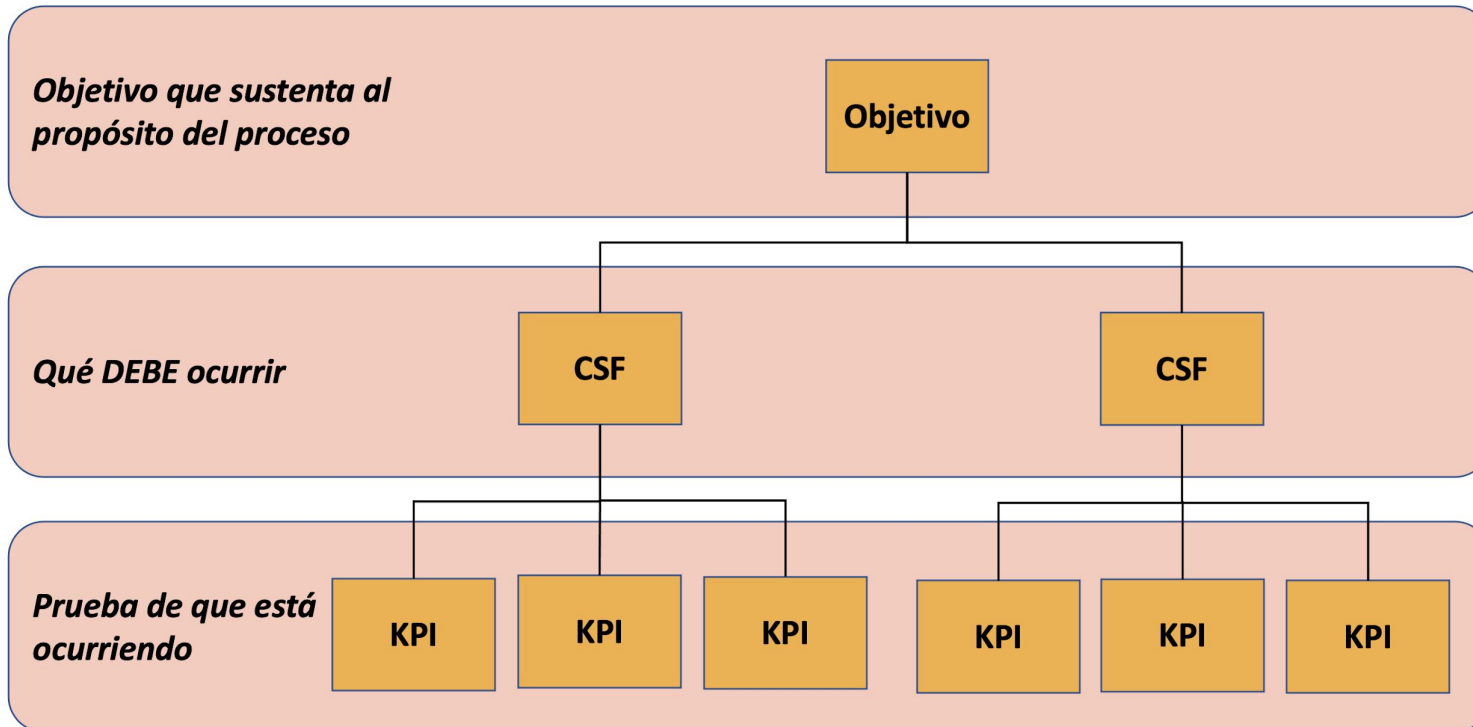 Objetivo que sustenta al
propósito del proceso
Objetivo
Qué DEBE ocurrir
CSF
CSF
Prueba de que está
ocurriendo
KPI
KPI
KPI
KPI
KPI
KPI